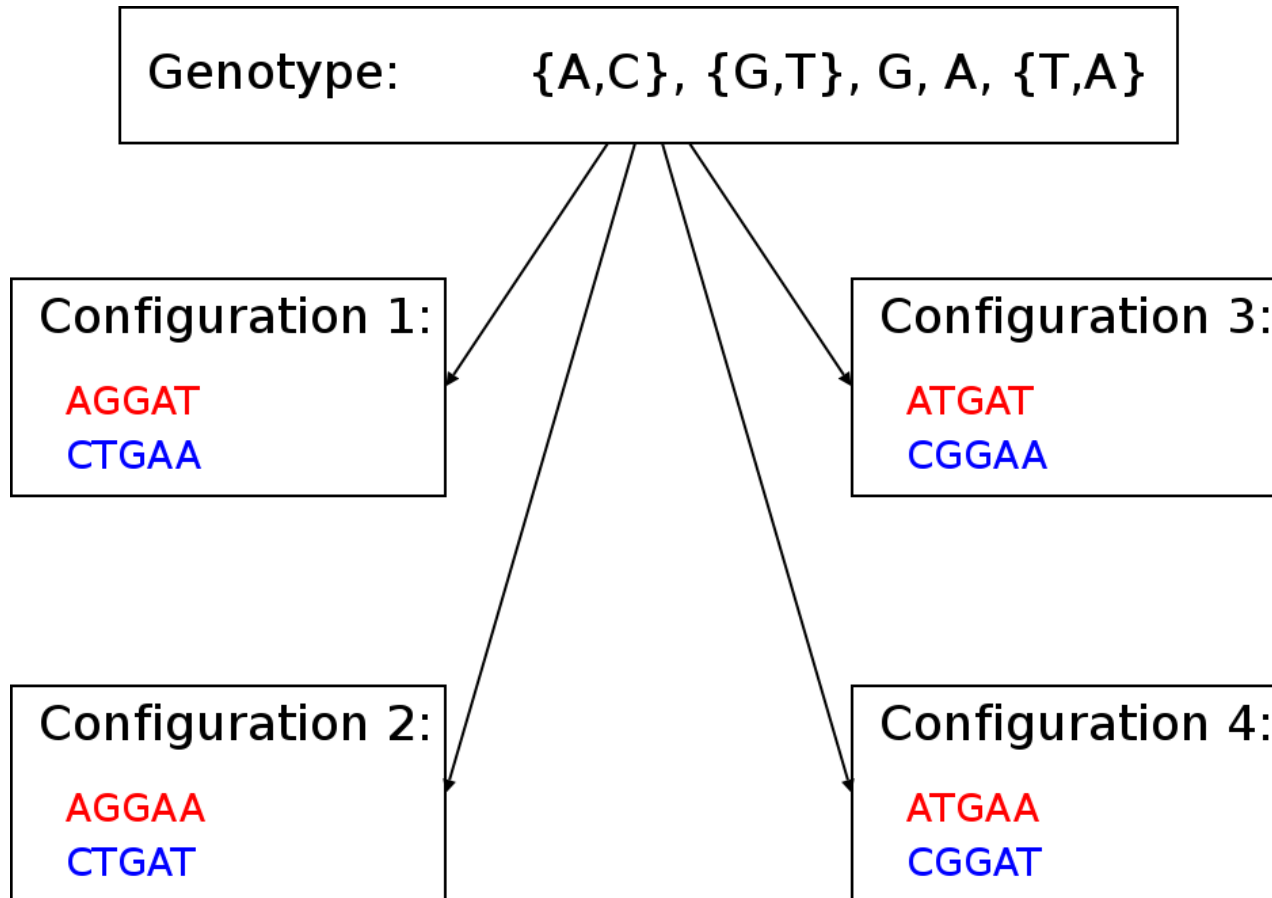 Genotype: {A,C}, {G,T}, G, A, {T,A}
Configuration 1:
AGGAT
CTGAA
Configuration 3:
ATGAT
CGGAA
Configuration 2:
AGGAA
CTGAT
Configuration 4:
ATGAA
CGGAT